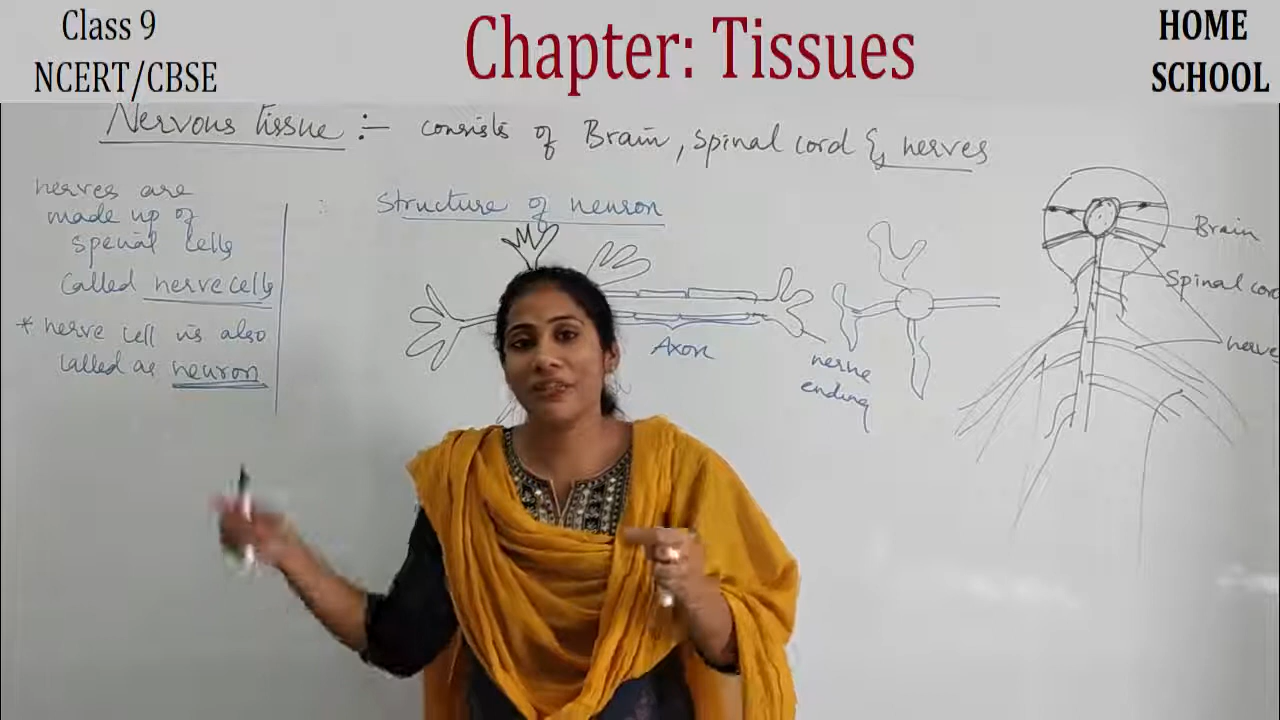 Class 9
NCERT/CBSE
Chapter: Tissues
HOME
SCHOOL
Nervous tissue :- consists of Brain, spinal cord & nerves
nerves are
made up of
special cells
called nerve cells
* nerve cell is also
called as neuron
structure of neuron
Axon
nerve
ending
Brain
Spinal cord
nerve